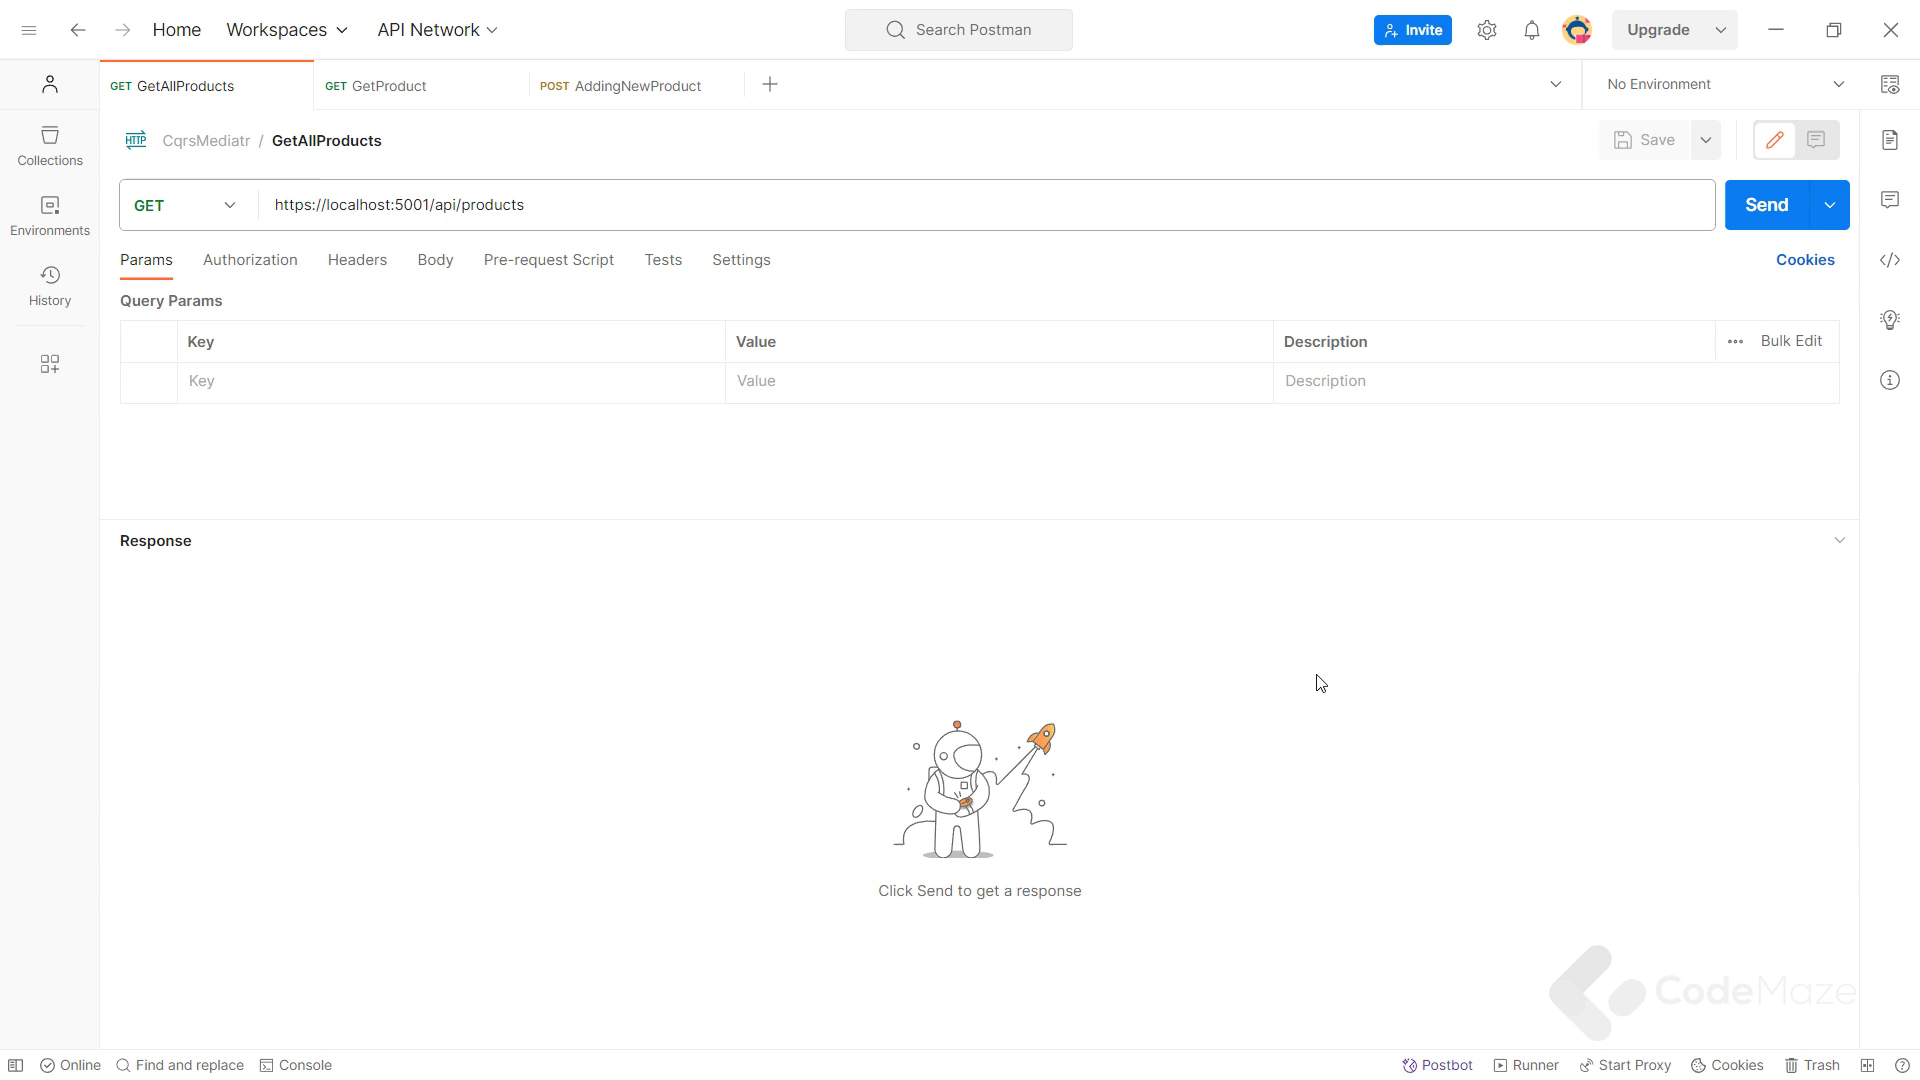 Home Workspaces API Network Search Postman Invite Upgrade
GET GetAllProducts GET GetProduct POST AddingNewProduct No Environment
HTTP CqrsMediatr / GetAllProducts Save
Collections
Environments
History
GET https://localhost:5001/api/products Send
Params Authorization Headers Body Pre-request Script Tests Settings Cookies
Query Params
Key Value Description Bulk Edit
Key Value Description
Response
Click Send to get a response
CodeMaze
Online Find and replace Console Postbot Runner Start Proxy Cookies Trash